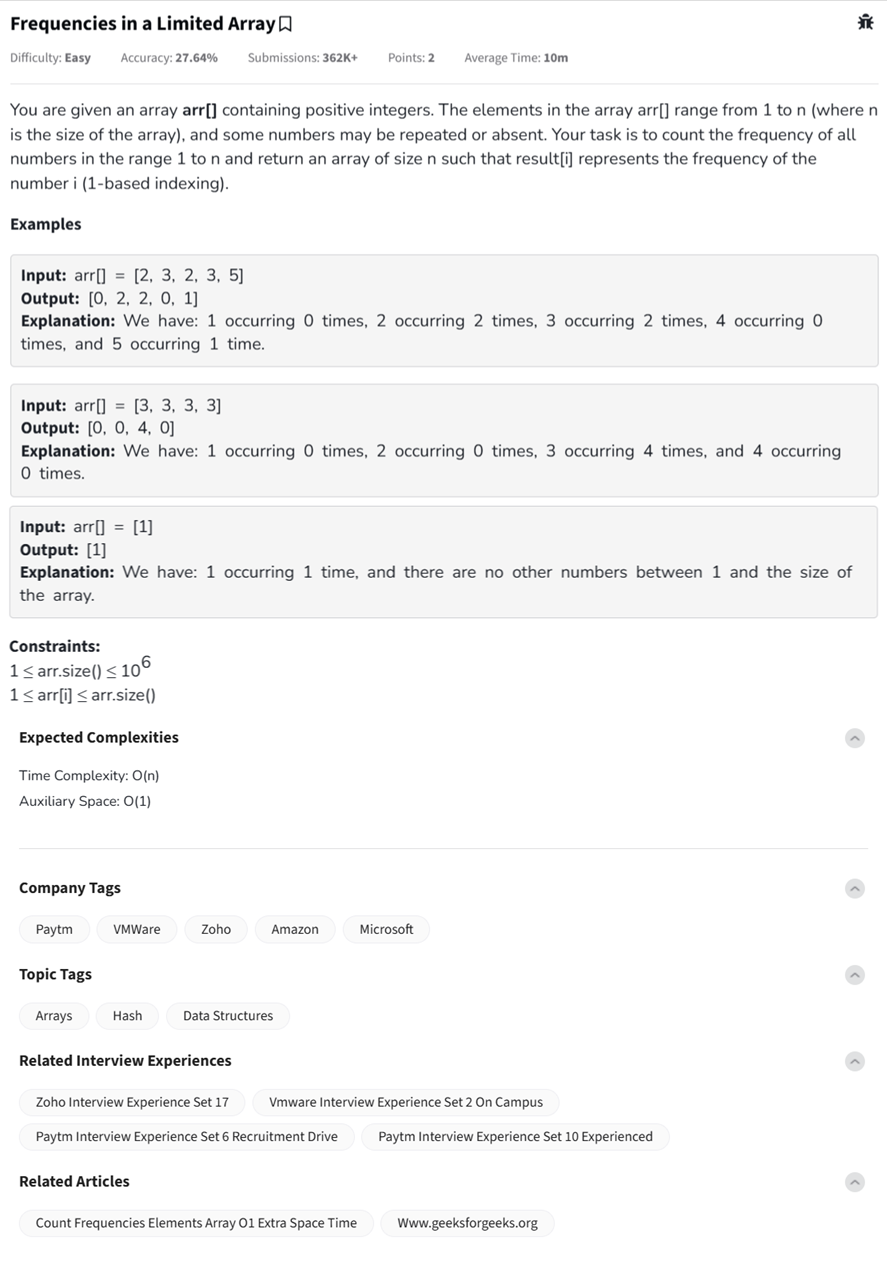 Frequencies in a Limited Array
Difficulty: Easy Accuracy: 27.64% Submissions: 362K+ Points: 2 Average Time: 10m
You are given an array arr[] containing positive integers. The elements in the array arr[] range from 1 to n (where n
is the size of the array), and some numbers may be repeated or absent. Your task is to count the frequency of all
numbers in the range 1 to n and return an array of size n such that result[i] represents the frequency of the
number i (1-based indexing).
Examples
Input: arr[] = [2, 3, 2, 3, 5]
Output: [0, 2, 2, 0, 1]
Explanation: We have: 1 occurring 0 times, 2 occurring 2 times, 3 occurring 2 times, 4 occurring 0
times, and 5 occurring 1 time.
Input: arr[] = [3, 3, 3, 3]
Output: [0, 0, 4, 0]
Explanation: We have: 1 occurring 0 times, 2 occurring 0 times, 3 occurring 4 times, and 4 occurring
0 times.
Input: arr[] = [1]
Output: [1]
Explanation: We have: 1 occurring 1 time, and there are no other numbers between 1 and the size of
the array.
Constraints:
1 ≤ arr.size() ≤ 10⁶
1 ≤ arr[i] ≤ arr.size()
Expected Complexities
Time Complexity: O(n)
Auxiliary Space: O(1)
Company Tags
Paytm VMWare Zoho Amazon Microsoft
Topic Tags
Arrays Hash Data Structures
Related Interview Experiences
Zoho Interview Experience Set 17 Vmware Interview Experience Set 2 On Campus
Paytm Interview Experience Set 6 Recruitment Drive Paytm Interview Experience Set 10 Experienced
Related Articles
Count Frequencies Elements Array O1 Extra Space Time Www.geeksforgeeks.org